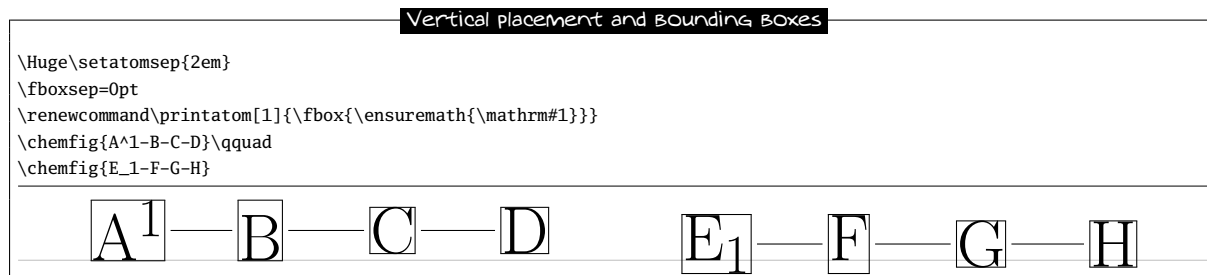 Vertical placement and Bounding Boxes
\Huge\setatomsep{2em}
\fboxsep=0pt
\renewcommand\printatom[1]{\fbox{\ensuremath{\mathrm#1}}}
\chemfig{A^1-B-C-D}\qquad
\chemfig{E_1-F-G-H}
A¹ B C D E₁ F G H